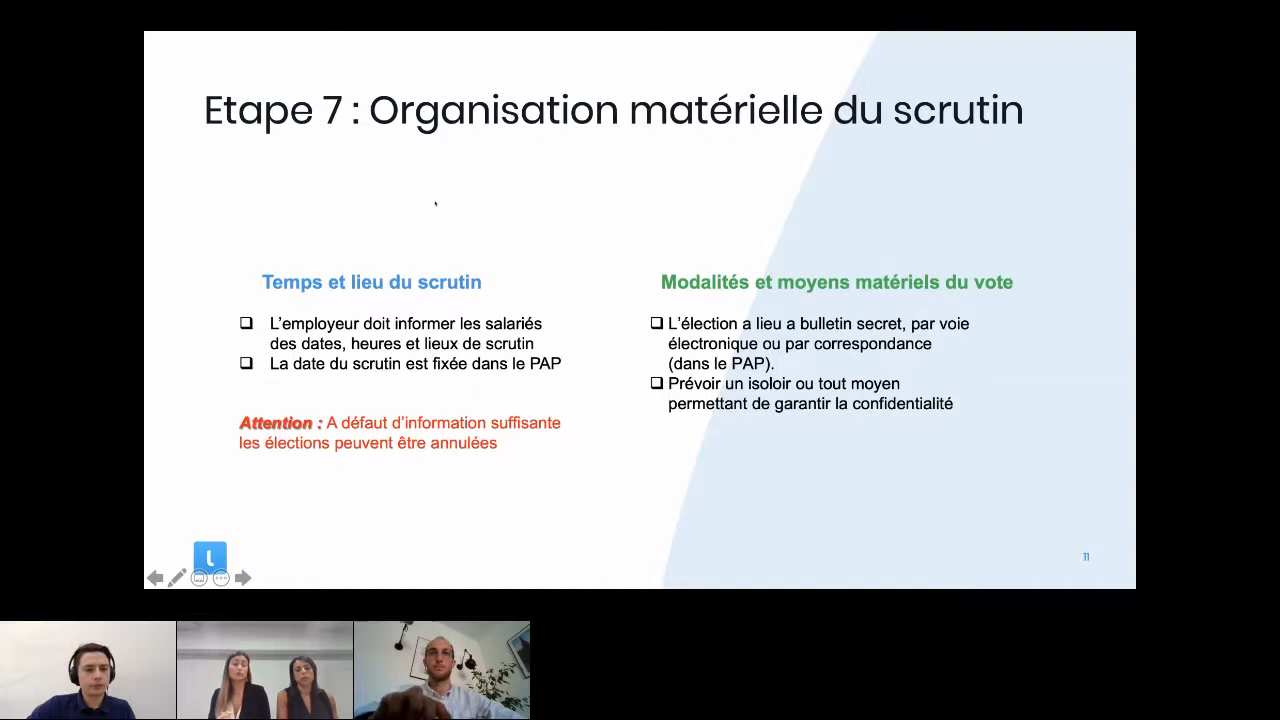 Etape 7 : Organisation matérielle du scrutin
Temps et lieu du scrutin
L'employeur doit informer les salariés
des dates, heures et lieux de scrutin
La date du scrutin est fixée dans le PAP
Attention : A défaut d'information suffisante
les élections peuvent être annulées
Modalités et moyens matériels du vote
L'élection a lieu a bulletin secret, par voie
électronique ou par correspondance
(dans le PAP).
Prévoir un isoloir ou tout moyen
permettant de garantir la confidentialité
l
11